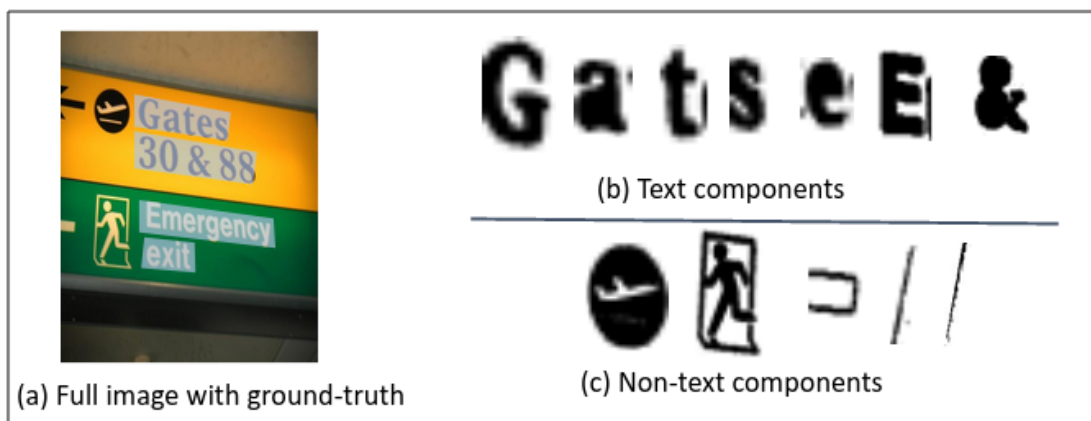 Gates
30 & 88
Emergency
exit
(a) Full image with ground-truth
G a t s e E &
(b) Text components
(c) Non-text components